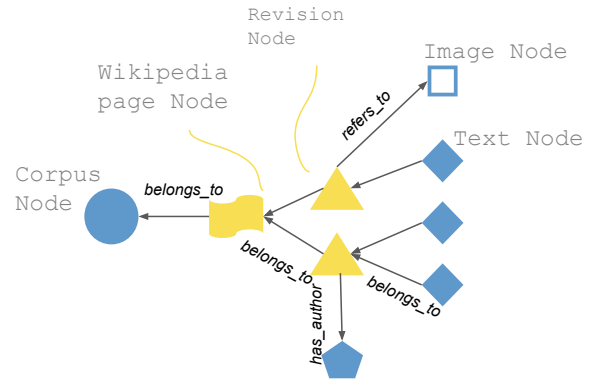 Revision
Node
Image Node
Wikipedia
page Node
refers_to
Text Node
Corpus
Node
belongs_to
belongs_to
belongs_to
has_author